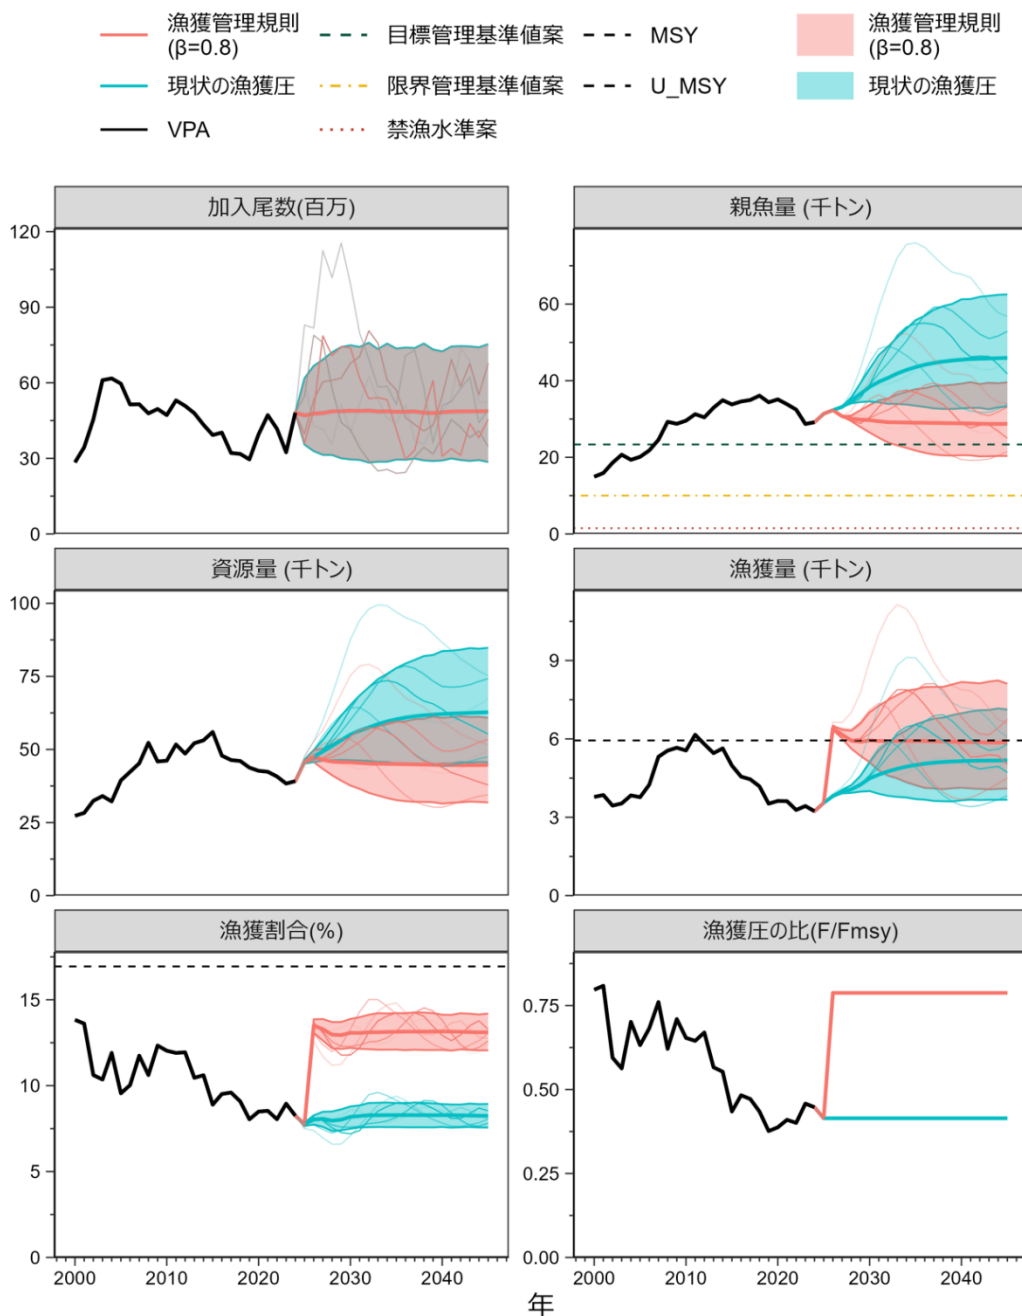 漁獲管理規則
(β=0.8)
目標管理基準値案
MSY
漁獲管理規則
(β=0.8)
現状の漁獲圧
限界管理基準値案
U_MSY
現状の漁獲圧
VPA
禁漁水準案
加入尾数(百万)
120
90
60
30
0
親魚量 (千トン)
60
40
20
0
資源量 (千トン)
100
75
50
25
0
漁獲量 (千トン)
9
6
3
0
漁獲割合(%)
15
10
5
0
2000 2010 2020 2030 2040
漁獲圧の比(F/Fmsy)
0.75
0.50
0.25
0.00
2000 2010 2020 2030 2040
年